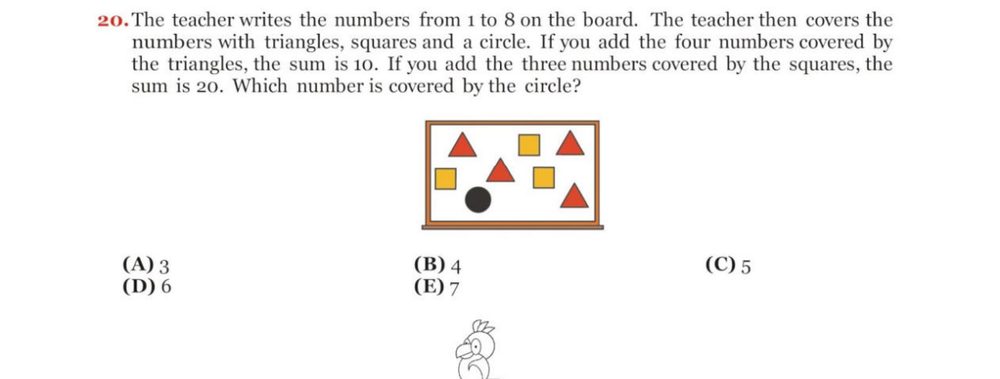 20. The teacher writes the numbers from 1 to 8 on the board. The teacher then covers the
numbers with triangles, squares and a circle. If you add the four numbers covered by
the triangles, the sum is 10. If you add the three numbers covered by the squares, the
sum is 20. Which number is covered by the circle?
(A) 3 (B) 4 (C) 5
(D) 6 (E) 7